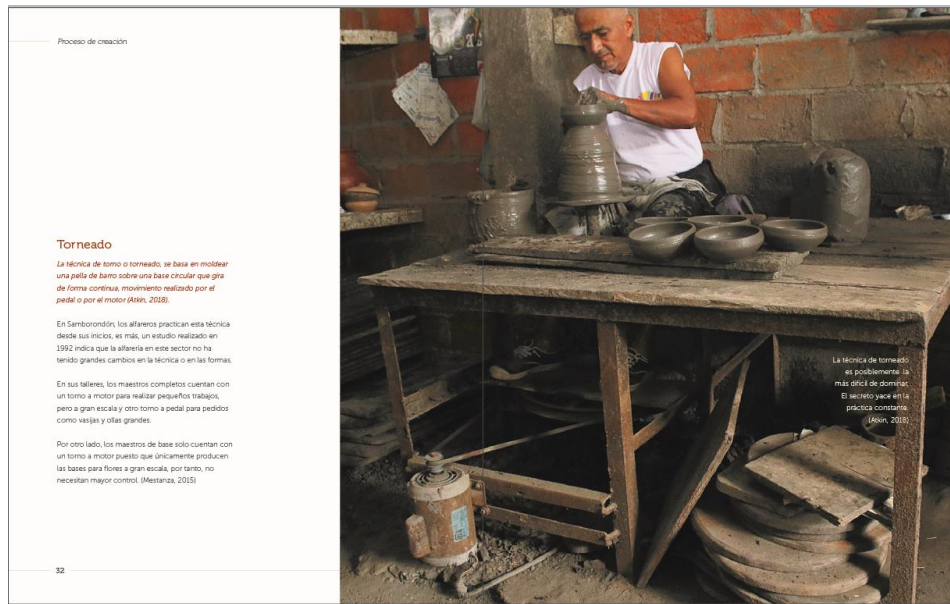 Proceso de creación
Torneado
La técnica de torno o torneado, se basa en moldear
una pella de barro sobre una base circular que gira
de forma continua, movimiento realizado por el
pedal o por el motor (Atkin, 2018).
En Samborondón, los alfareros practican esta técnica
desde sus inicios, es más, un estudio realizado en
1992 indica que la alfarería en este sector no ha
tenido grandes cambios en la técnica o en las formas.
En sus talleres, los maestros completos cuentan con
un torno a motor para realizar pequeños trabajos,
pero a gran escala y otro torno a pedal para pedidos
como vasijas y ollas grandes.
Por otro lado, los maestros de base solo cuentan con
un torno a motor puesto que únicamente producen
las bases para flores a gran escala, por tanto, no
necesitan mayor control. (Mestanza, 2015)
32
La técnica de torneado
es posiblemente la
más difícil de dominar.
El secreto yace en la
práctica constante.
(Atkin, 2018)